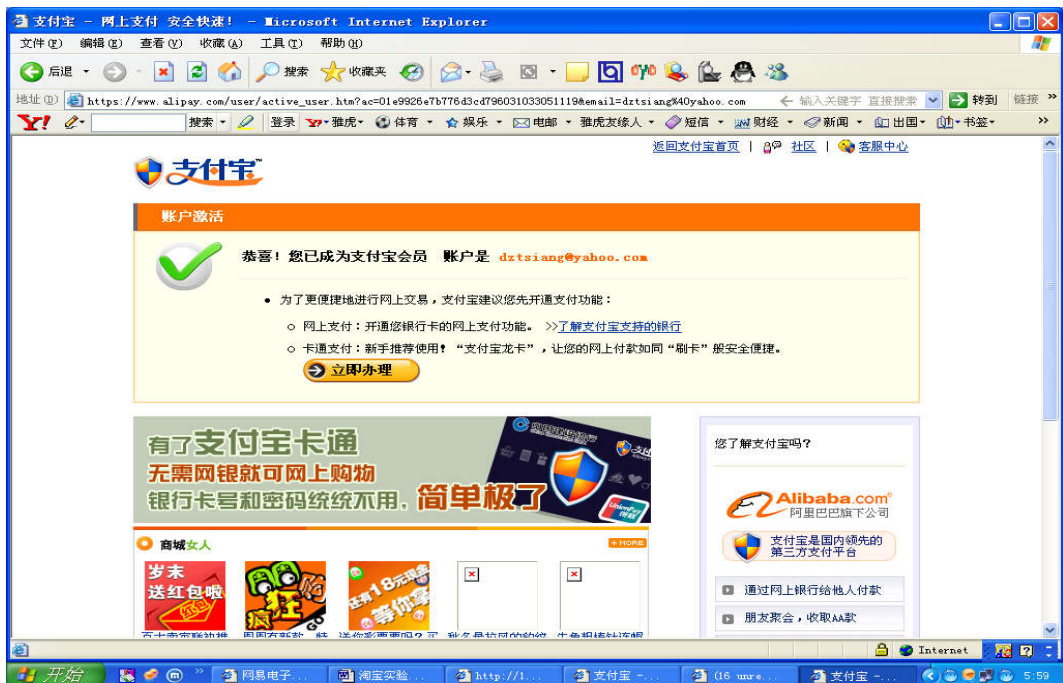 支付宝 - 网上支付 安全快速! - Microsoft Internet Explorer
文件(F) 编辑(E) 查看(V) 收藏(A) 工具(T) 帮助(H)
后退 搜索 收藏夹
地址(D) https://www.alipay.com/user/active_user.htm?ac=01e9926e7b776d3cd796031033051119&email=dztsiang%40yahoo.com 输入关键字 直接搜索 转到 链接 »
Y! 搜索 登录 雅虎 体育 娱乐 电邮 雅虎友缘人 短信 财经 新闻 出国 书签 »
返回支付宝首页 | 社区 | 客服中心
支付宝
账户激活
恭喜! 您已成为支付宝会员 账户是 dztsiang@yahoo.com
为了更便捷地进行网上交易，支付宝建议您先开通支付功能：
网上支付：开通您银行卡的网上支付功能。 >>了解支付宝支持的银行
卡通支付：新手推荐使用! “支付宝龙卡”，让您的网上付款如同“刷卡”般安全便捷。
立即办理
有了支付宝卡通
无需网银就可网上购物
银行卡号和密码统统不用，简单极了
您了解支付宝吗?
Alibaba.com
阿里巴巴旗下公司
支付宝是国内领先的
第三方支付平台
通过网上银行给他人付款
朋友聚会，收取AA款
商城女人
+MORE
岁末
送红包啦
疯狂嗨
还有18元现金
等你拿
Internet
开始 网易电子... 淘宝实验... http://1... 支付宝 -... (16 unre... 支付宝 -... 5:59